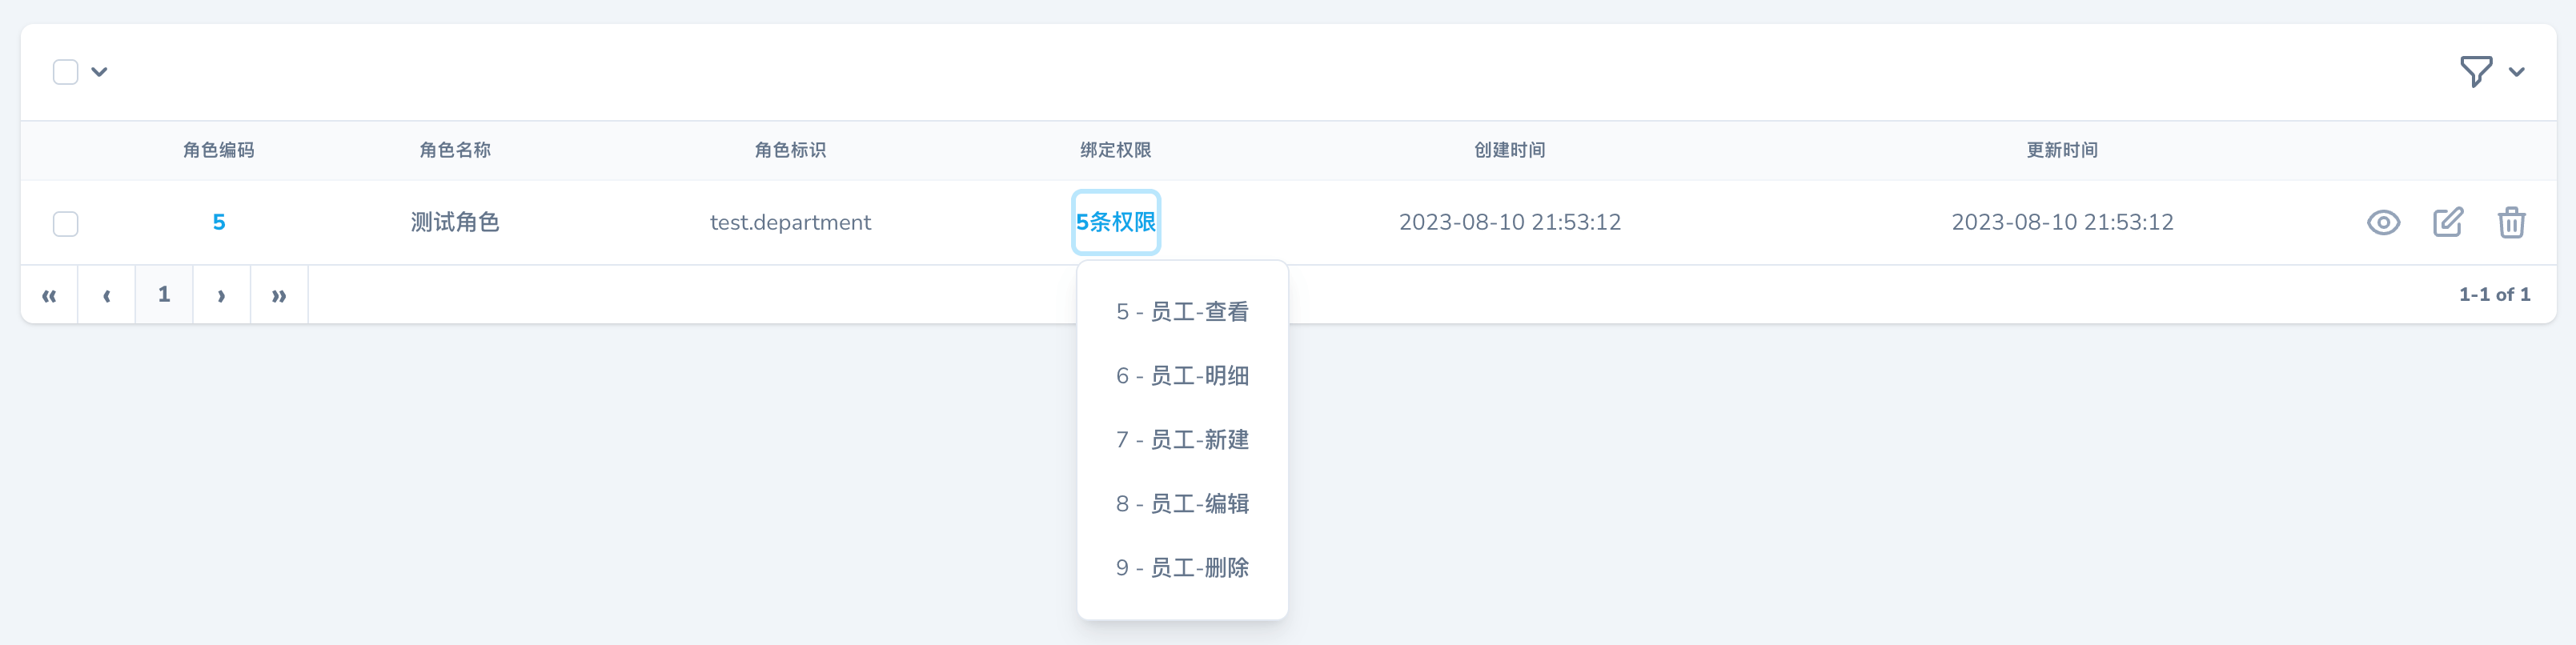 角色编码 角色名称 角色标识 绑定权限 创建时间 更新时间
5 测试角色 test.department 5条权限 2023-08-10 21:53:12 2023-08-10 21:53:12
« ‹ 1 › » 1-1 of 1
5 - 员工-查看
6 - 员工-明细
7 - 员工-新建
8 - 员工-编辑
9 - 员工-删除